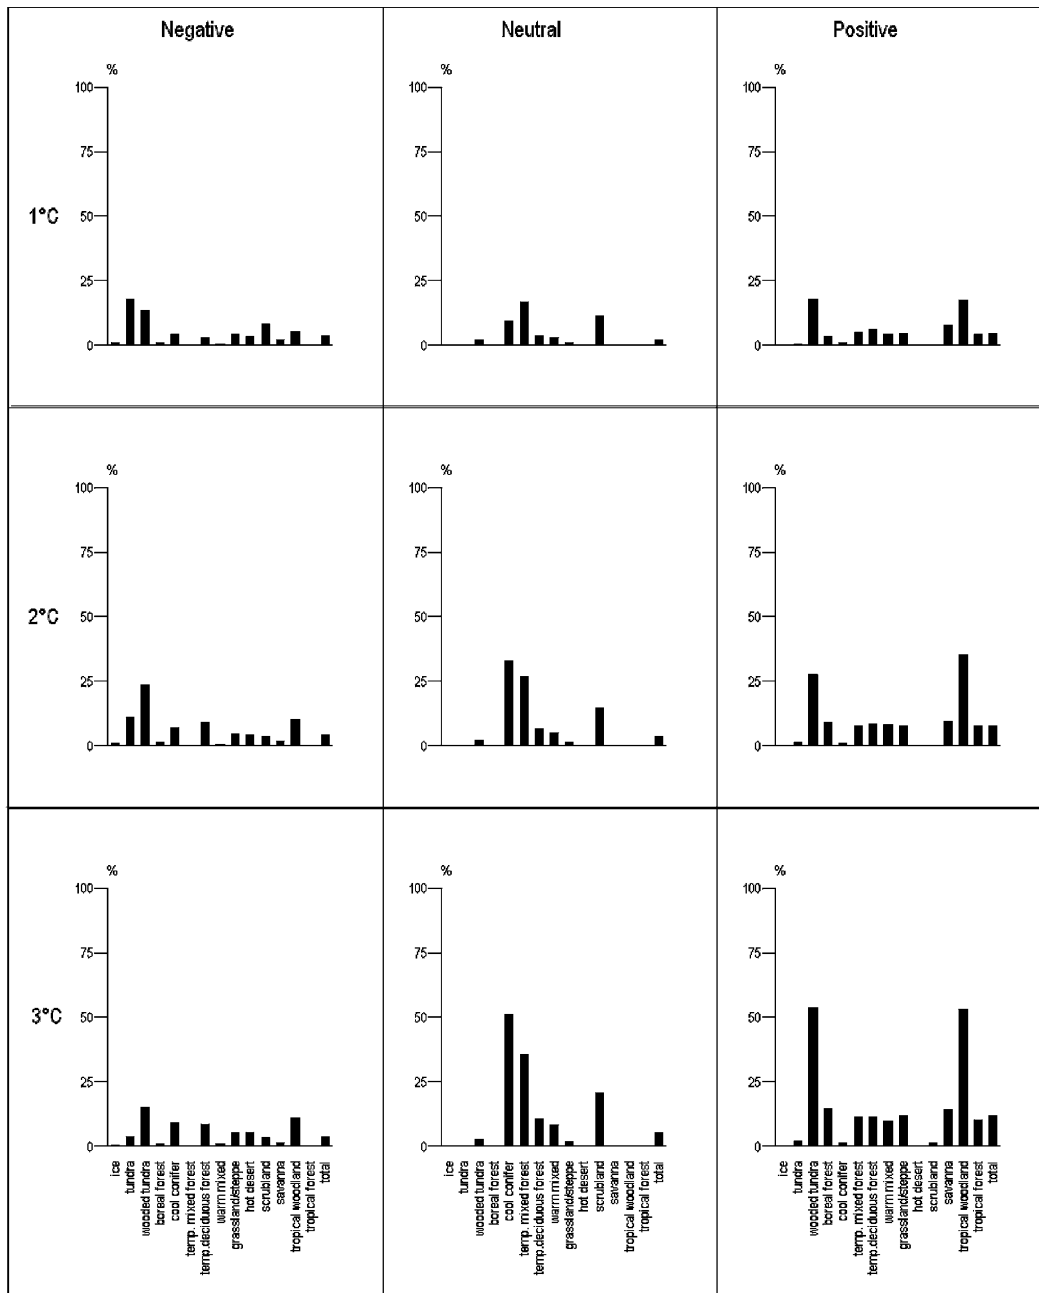 Negative
Neutral
Positive
1°C
%
100
75
50
25
0
%
100
75
50
25
0
%
100
75
50
25
0
2°C
%
100
75
50
25
0
%
100
75
50
25
0
%
100
75
50
25
0
3°C
%
100
75
50
25
0
ice
tundra
wooded tundra
boreal forest
cool conifer
temp. mixed forest
temp.deciduous forest
warm mixed
grassland/steppe
hot desert
scrubland
savanna
tropical woodland
tropical forest
total
%
100
75
50
25
0
ice
tundra
wooded tundra
boreal forest
cool conifer
temp. mixed forest
temp.deciduous forest
warm mixed
grassland/steppe
hot desert
scrubland
savanna
tropical woodland
tropical forest
total
%
100
75
50
25
0
ice
tundra
wooded tundra
boreal forest
cool conifer
temp. mixed forest
temp.deciduous forest
warm mixed
grassland/steppe
hot desert
scrubland
savanna
tropical woodland
tropical forest
total